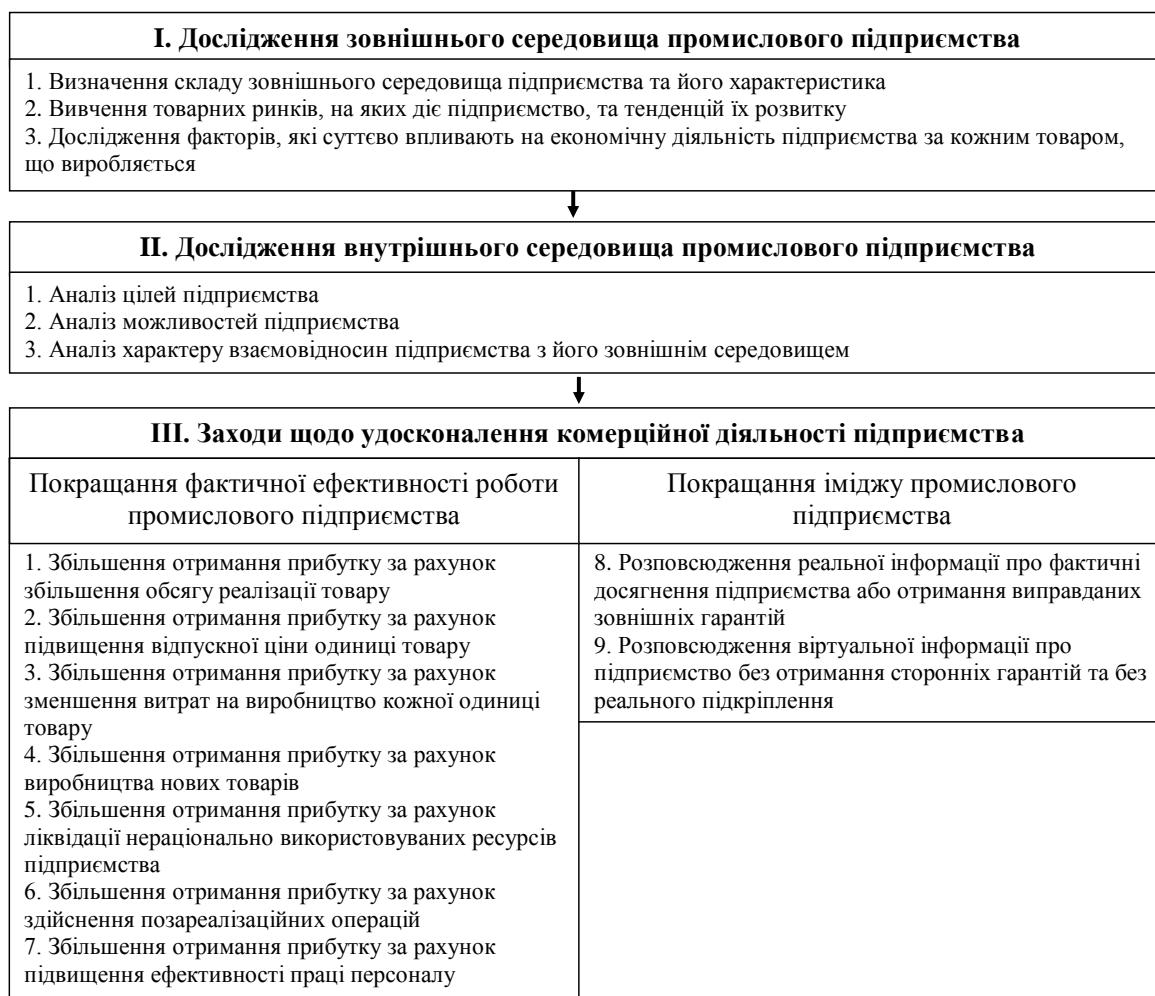 І. Дослідження зовнішнього середовища промислового підприємства
1. Визначення складу зовнішнього середовища підприємства та його характеристика
2. Вивчення товарних ринків, на яких діє підприємство, та тенденцій їх розвитку
3. Дослідження факторів, які суттєво впливають на економічну діяльність підприємства за кожним товаром,
що виробляється
ІІ. Дослідження внутрішнього середовища промислового підприємства
1. Аналіз цілей підприємства
2. Аналіз можливостей підприємства
3. Аналіз характеру взаємовідносин підприємства з його зовнішнім середовищем
ІІІ. Заходи щодо удосконалення комерційної діяльності підприємства
Покращання фактичної ефективності роботи
промислового підприємства
1. Збільшення отримання прибутку за рахунок
збільшення обсягу реалізації товару
2. Збільшення отримання прибутку за рахунок
підвищення відпускної ціни одиниці товару
3. Збільшення отримання прибутку за рахунок
зменшення витрат на виробництво кожної одиниці
товару
4. Збільшення отримання прибутку за рахунок
виробництва нових товарів
5. Збільшення отримання прибутку за рахунок
ліквідації нераціонально використовуваних ресурсів
підприємства
6. Збільшення отримання прибутку за рахунок
здійснення позареалізаційних операцій
7. Збільшення отримання прибутку за рахунок
підвищення ефективності праці персоналу
Покращання іміджу промислового
підприємства
8. Розповсюдження реальної інформації про фактичні
досягнення підприємства або отримання виправданих
зовнішніх гарантій
9. Розповсюдження віртуальної інформації про
підприємство без отримання сторонніх гарантій та без
реального підкріплення